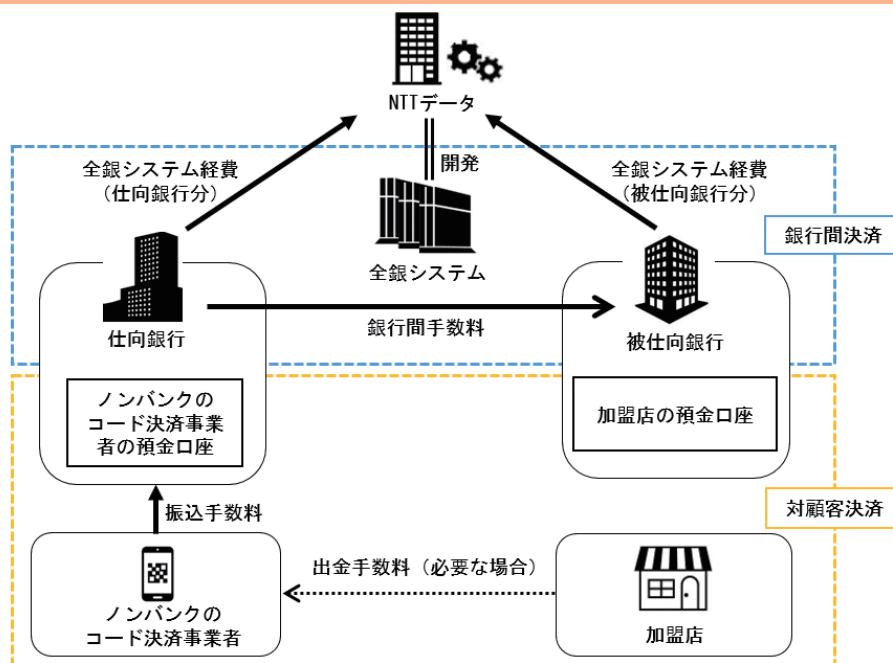 NTTデータ
全銀システム経費
（仕向銀行分）
開発
全銀システム経費
（被仕向銀行分）
銀行間決済
全銀システム
仕向銀行
銀行間手数料
被仕向銀行
ノンバンクの
コード決済事業
者の預金口座
加盟店の預金口座
対顧客決済
振込手数料
出金手数料（必要な場合）
ノンバンクの
コード決済事業者
加盟店